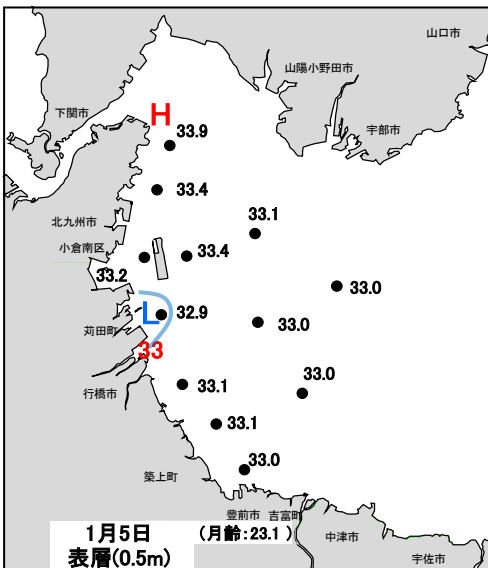 山口市
山陽小野田市
下関市
宇部市
H
33.9
33.4
33.1
北九州市
小倉南区
33.4
33.2
33.0
L
32.9
33.0
苅田町
33
33.0
行橋市
33.1
33.1
33.0
築上町
豊前市
吉富町
中津市
宇佐市
1月5日
(月齢:23.1)
表層(0.5m)